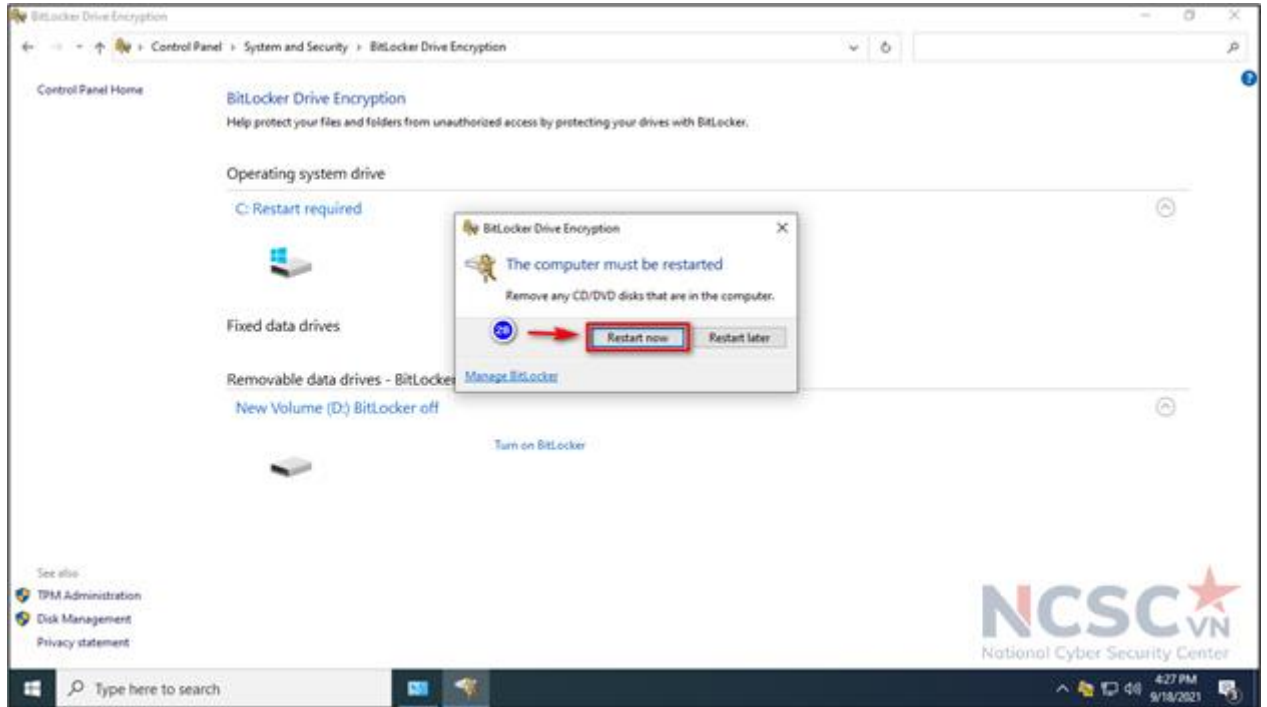 BitLocker Drive Encryption
Control Panel › System and Security › BitLocker Drive Encryption
Control Panel Home
BitLocker Drive Encryption
Help protect your files and folders from unauthorized access by protecting your drives with BitLocker.
Operating system drive
C: Restart required
BitLocker Drive Encryption
The computer must be restarted
Remove any CD/DVD disks that are in the computer.
Restart now Restart later
Manage BitLocker
Fixed data drives
Removable data drives - BitLocker
New Volume (D:) BitLocker off
Turn on BitLocker
See also
TPM Administration
Disk Management
Privacy statement
NCSC VN
National Cyber Security Center
Type here to search
4:27 PM
9/18/2021